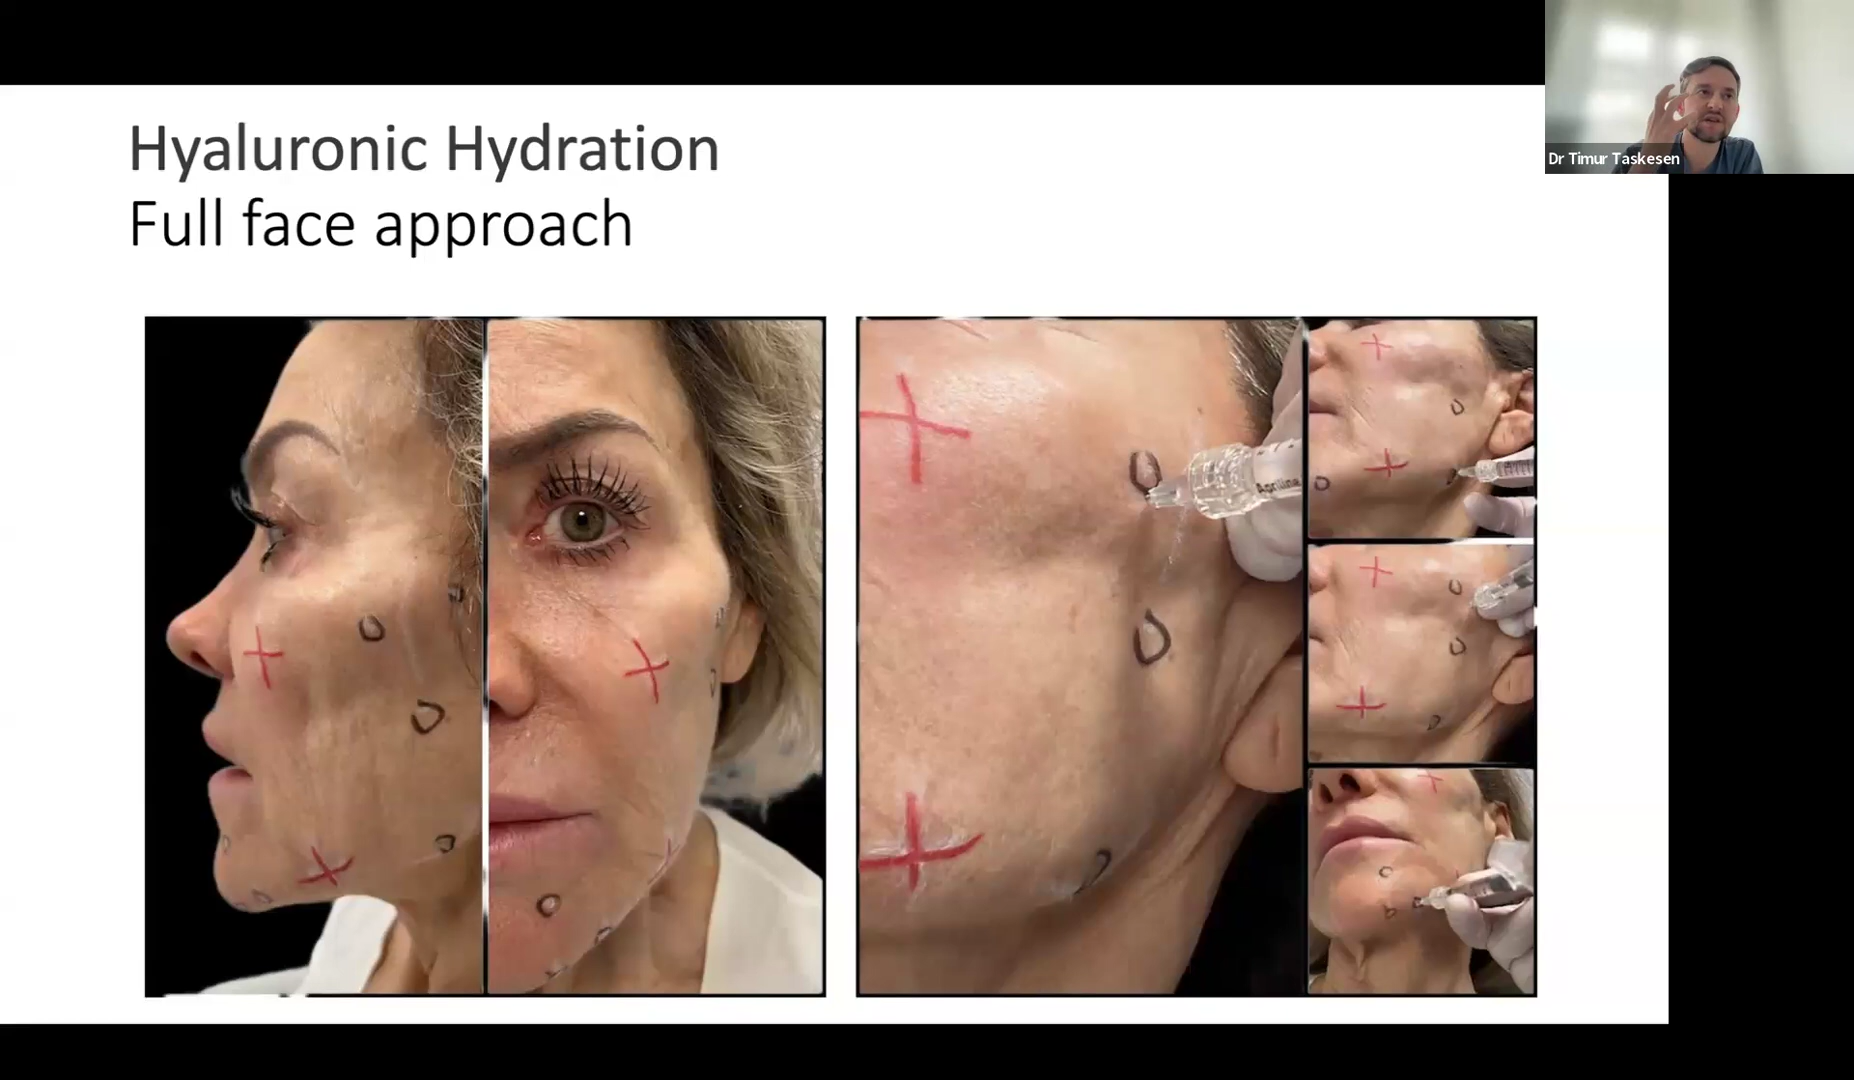 Hyaluronic Hydration
Full face approach
Dr Timur Taskesen